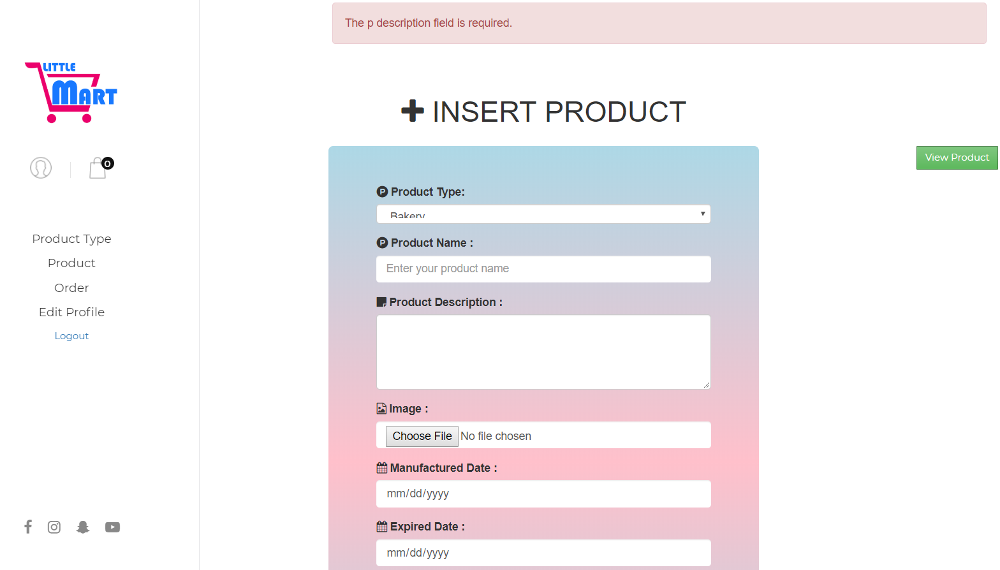 The p description field is required.
LITTLE
MART
0
Product Type
Product
Order
Edit Profile
Logout
INSERT PRODUCT
View Product
Product Type:
Bakery
Product Name :
Enter your product name
Product Description :
Image :
Choose File No file chosen
Manufactured Date :
mm/dd/yyyy
Expired Date :
mm/dd/yyyy